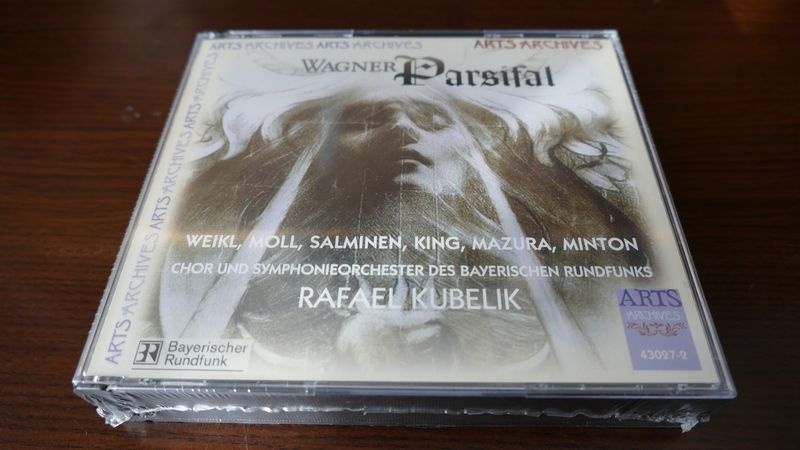 ARTS ARCHIVES ARTS ARCHIVES
ARTS ARCHIVES
ARTS ARCHIVES ARTS ARCHIVES ARTS ARCHIVES
WAGNER Parsifal
WEIKL, MOLL, SALMINEN, KING, MAZURA, MINTON
CHOR UND SYMPHONIEORCHESTER DES BAYERISCHEN RUNDFUNKS
RAFAEL KUBELIK
BR Bayerischer
Rundfunk
ARTS
ARCHIVES
43027-2